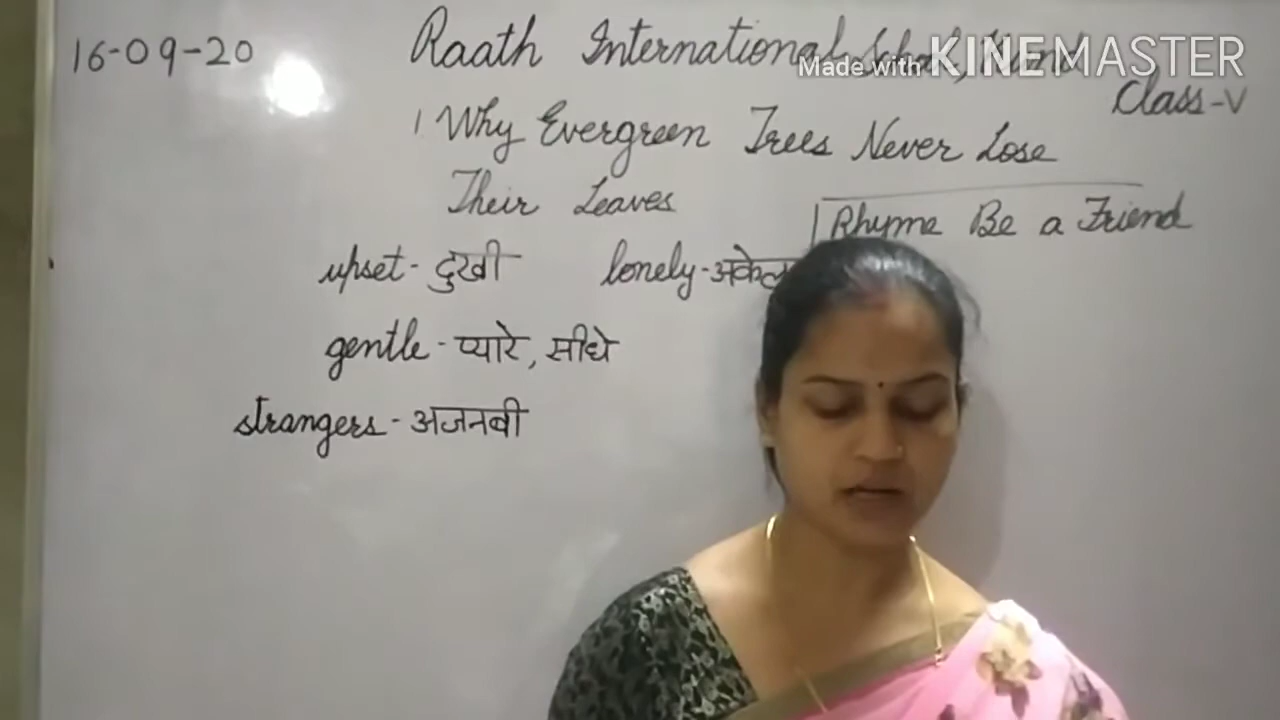 16-09-20
Raath International
Made with KINEMASTER
Class-V
1 Why Evergreen Trees Never Lose
Their Leaves
Rhyme Be a Friend
upset - दुखी lonely -
gentle - प्यारे, सीधे
strangers - अजनबी